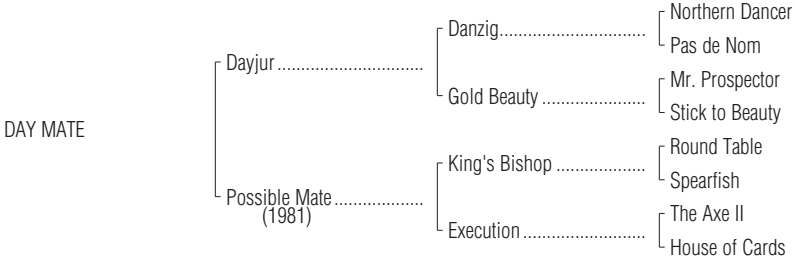 Northern Dancer
Danzig..............................
Pas de Nom
Dayjur ..............................
Mr. Prospector
Gold Beauty ......................
Stick to Beauty
DAY MATE
Round Table
King's Bishop ...................
Spearfish
Possible Mate...................
(1981)
The Axe II
Execution ..........................
House of Cards